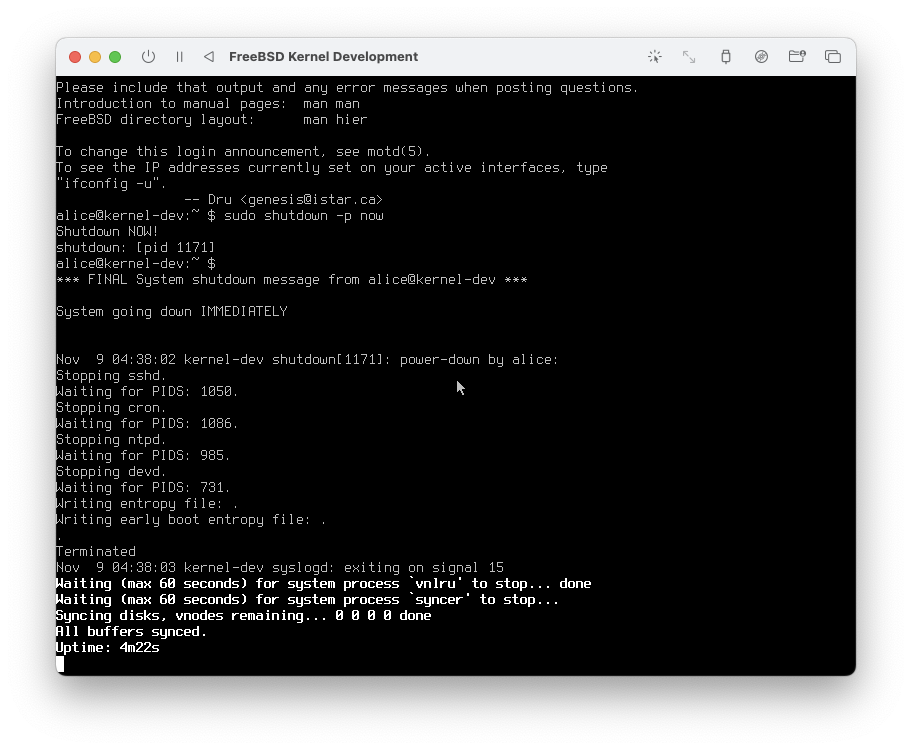 FreeBSD Kernel Development
Please include that output and any error messages when posting questions.
Introduction to manual pages:  man man
FreeBSD directory layout:      man hier
To change this login announcement, see motd(5).
To see the IP addresses currently set on your active interfaces, type
"ifconfig -u".
                -- Dru <genesis@istar.ca>
alice@kernel-dev:~ $ sudo shutdown -p now
Shutdown NOW!
shutdown: [pid 1171]
alice@kernel-dev:~ $
*** FINAL System shutdown message from alice@kernel-dev ***
System going down IMMEDIATELY
Nov  9 04:38:02 kernel-dev shutdown[1171]: power-down by alice:
Stopping sshd.
Waiting for PIDS: 1050.
Stopping cron.
Waiting for PIDS: 1086.
Stopping ntpd.
Waiting for PIDS: 985.
Stopping devd.
Waiting for PIDS: 731.
Writing entropy file: .
Writing early boot entropy file: .
.
Terminated
Nov  9 04:38:03 kernel-dev syslogd: exiting on signal 15
Waiting (max 60 seconds) for system process `vnlru' to stop... done
Waiting (max 60 seconds) for system process `syncer' to stop...
Syncing disks, vnodes remaining... 0 0 0 0 done
All buffers synced.
Uptime: 4m22s